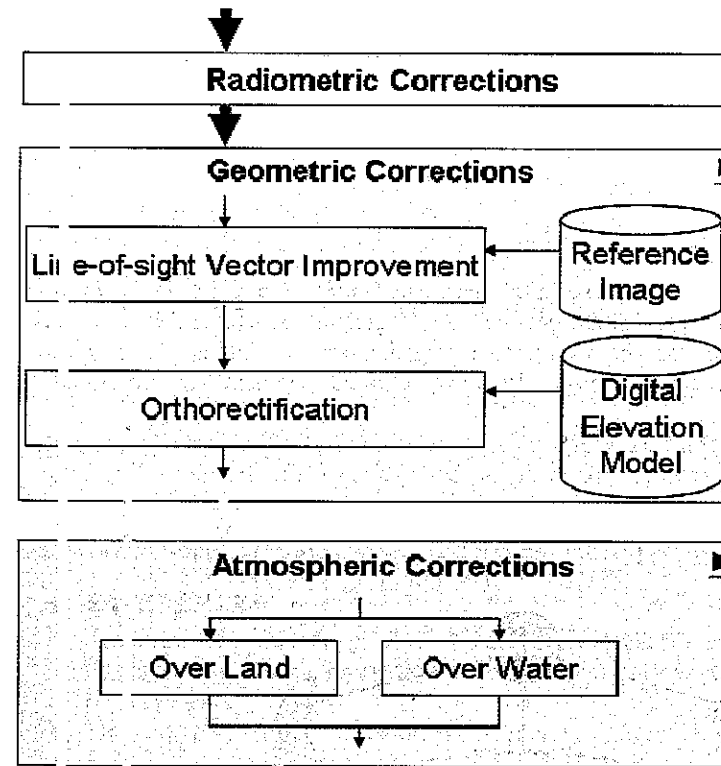 Radiometric Corrections
Geometric Corrections
Line-of-sight Vector Improvement
Reference
Image
Orthorectification
Digital
Elevation
Model
Atmospheric Corrections
Over Land
Over Water